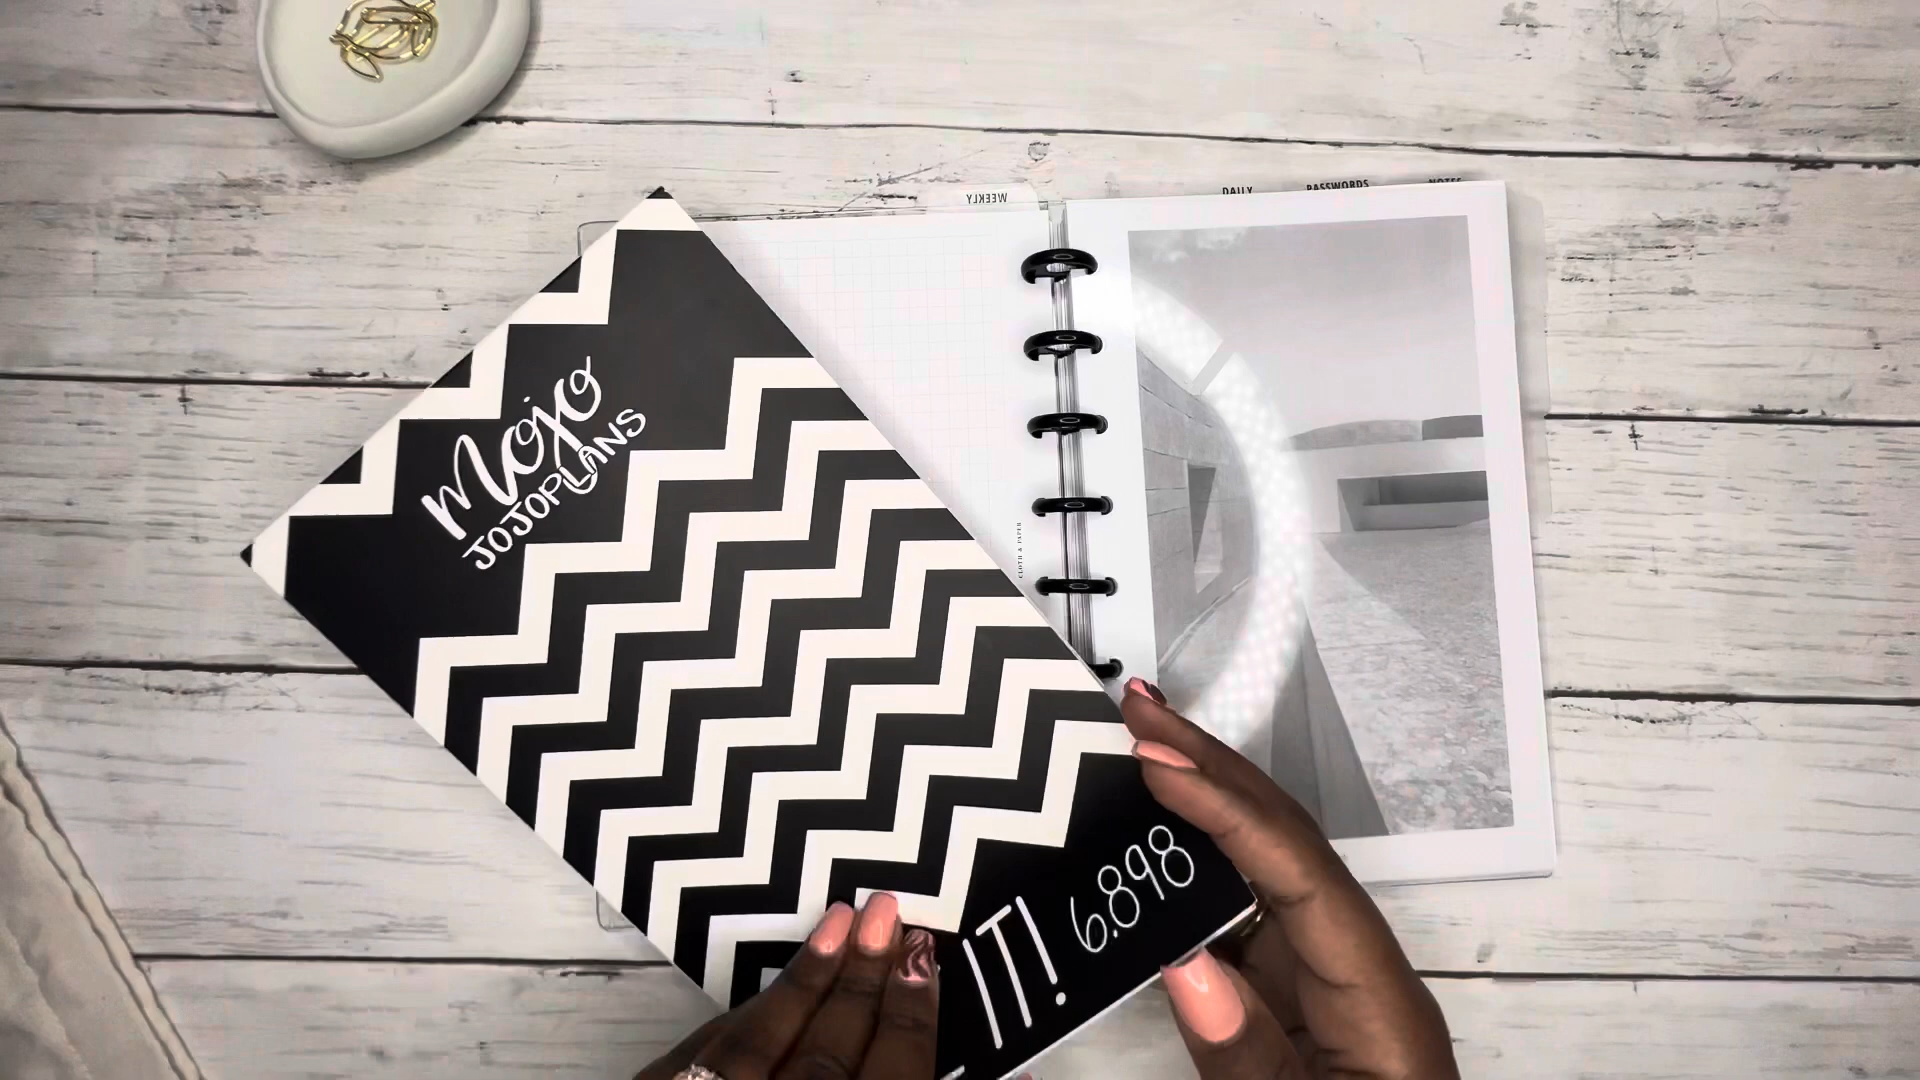 WEEKLY
DAILY
PASSWORDS
NOTES
mojo
JOJOPLANS
CLOTH & PAPER
IT!
6.898